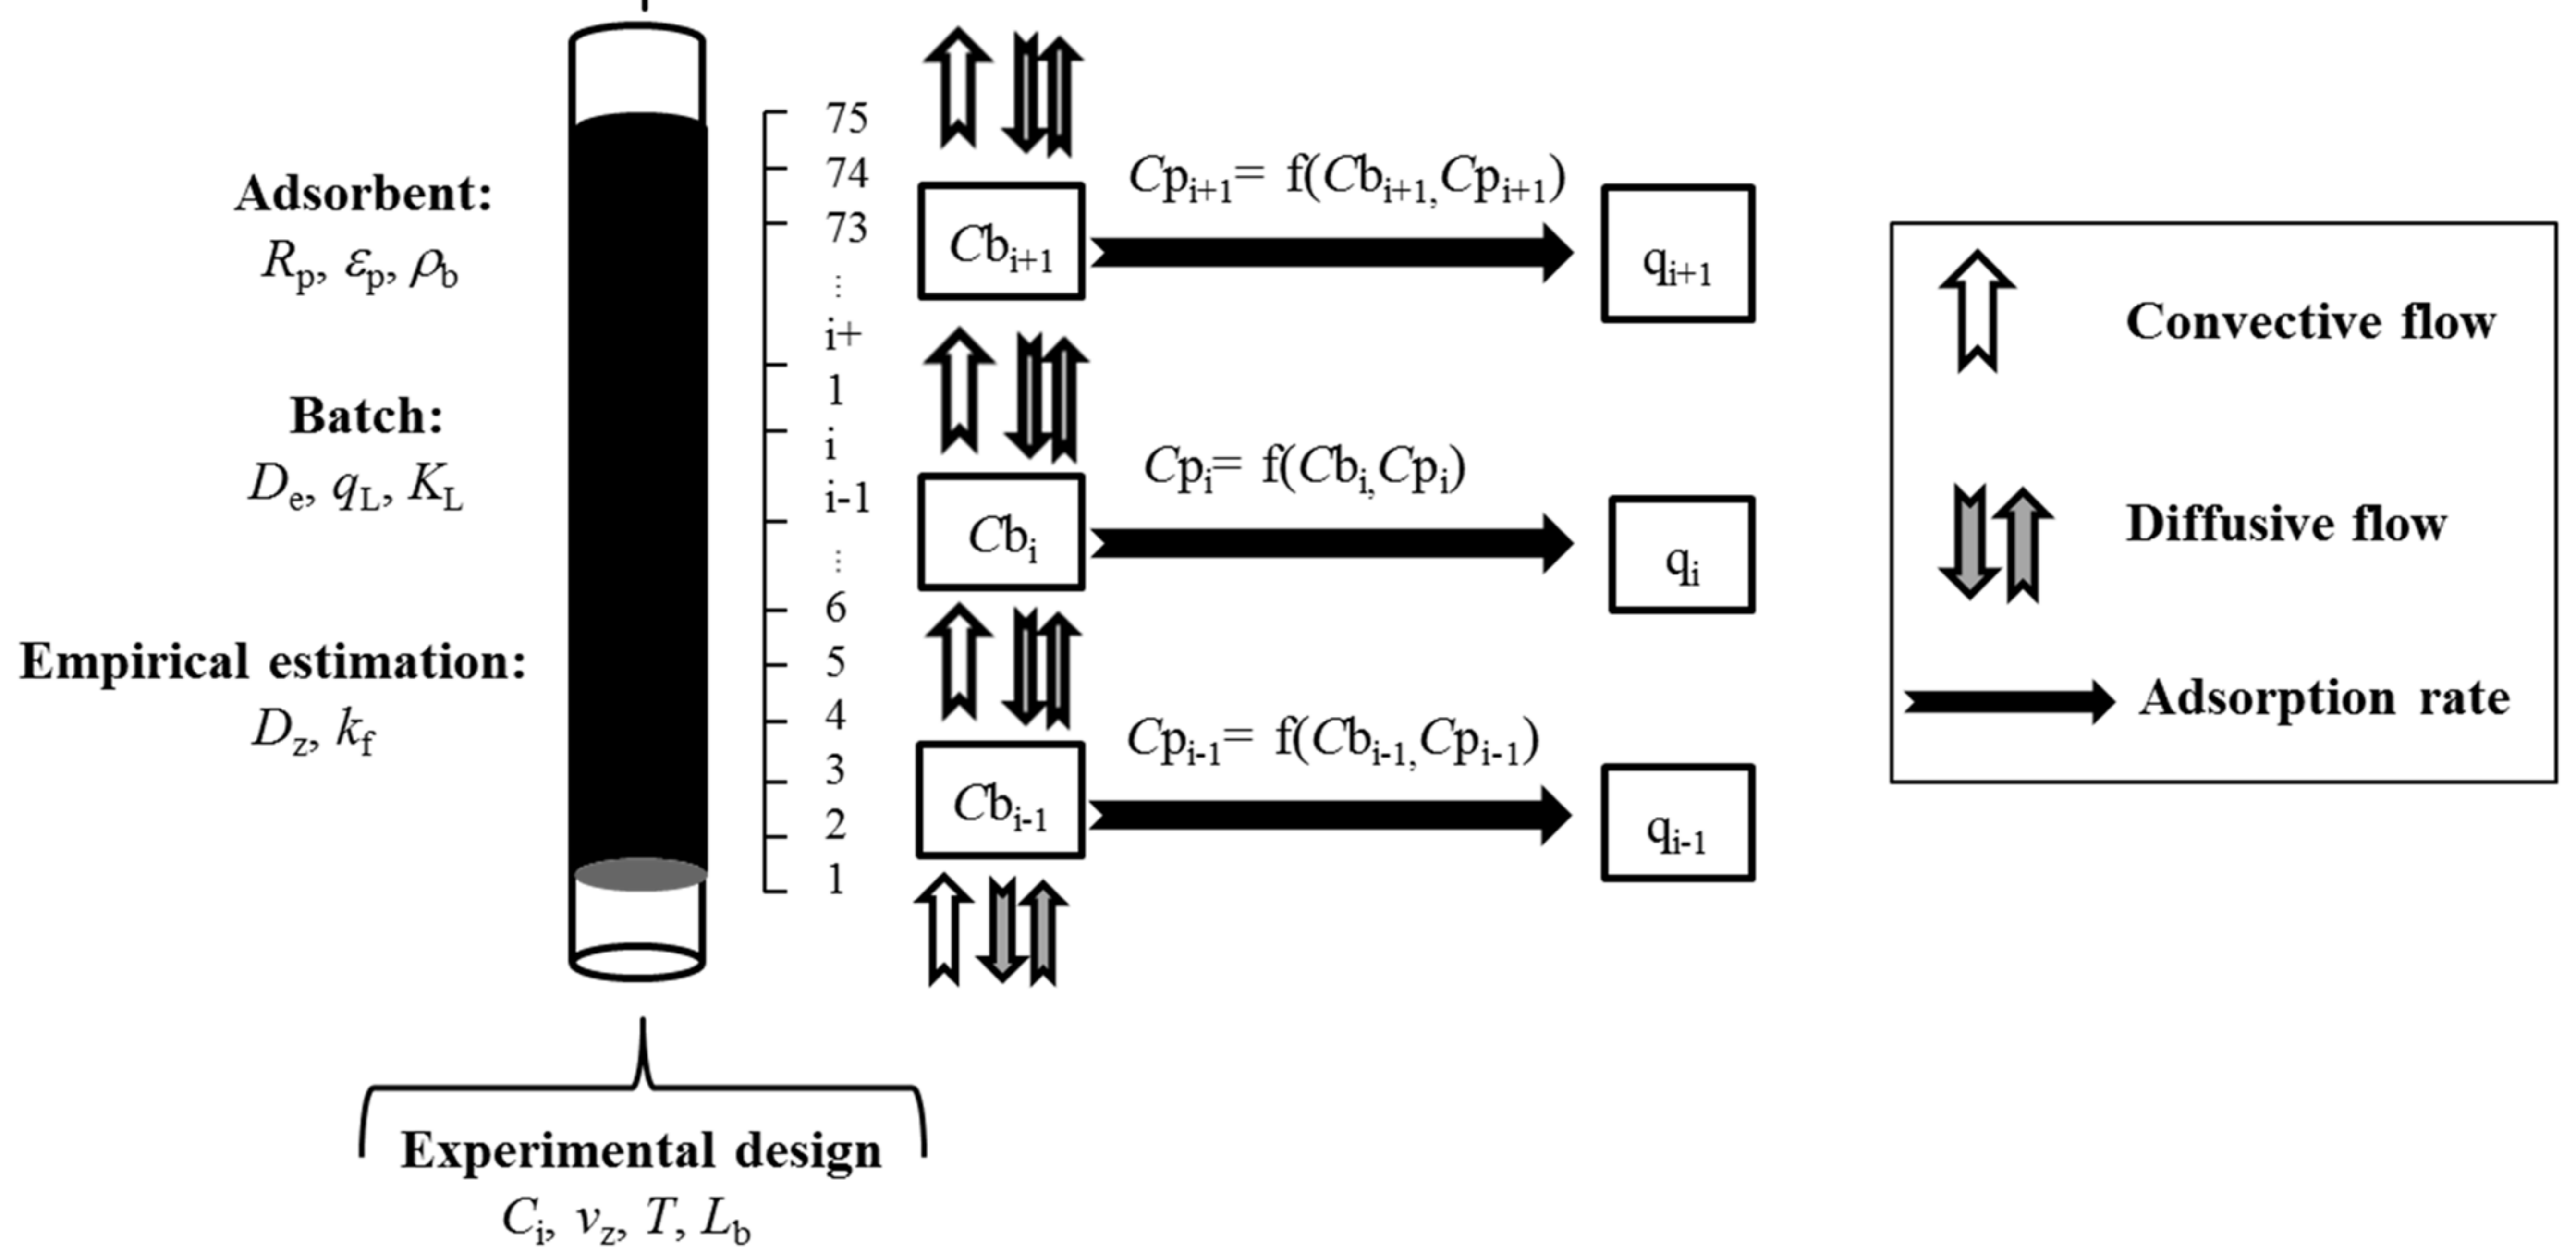 Adsorbent:
Rp, εp, ρb
Batch:
De, qL, KL
Empirical estimation:
Dz, kf
75
74
73
⋮
i+
1
i
i-1
⋮
6
5
4
3
2
1
Cpi+1= f(Cbi+1,Cpi+1)
Cbi+1
qi+1
Cpi= f(Cbi,Cpi)
Cbi
qi
Cpi-1= f(Cbi-1,Cpi-1)
Cbi-1
qi-1
Convective flow
Diffusive flow
Adsorption rate
Experimental design
Ci, vz, T, Lb